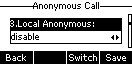 Anonymous Call
3.Local Anonymous:
disable
Back Switch Save